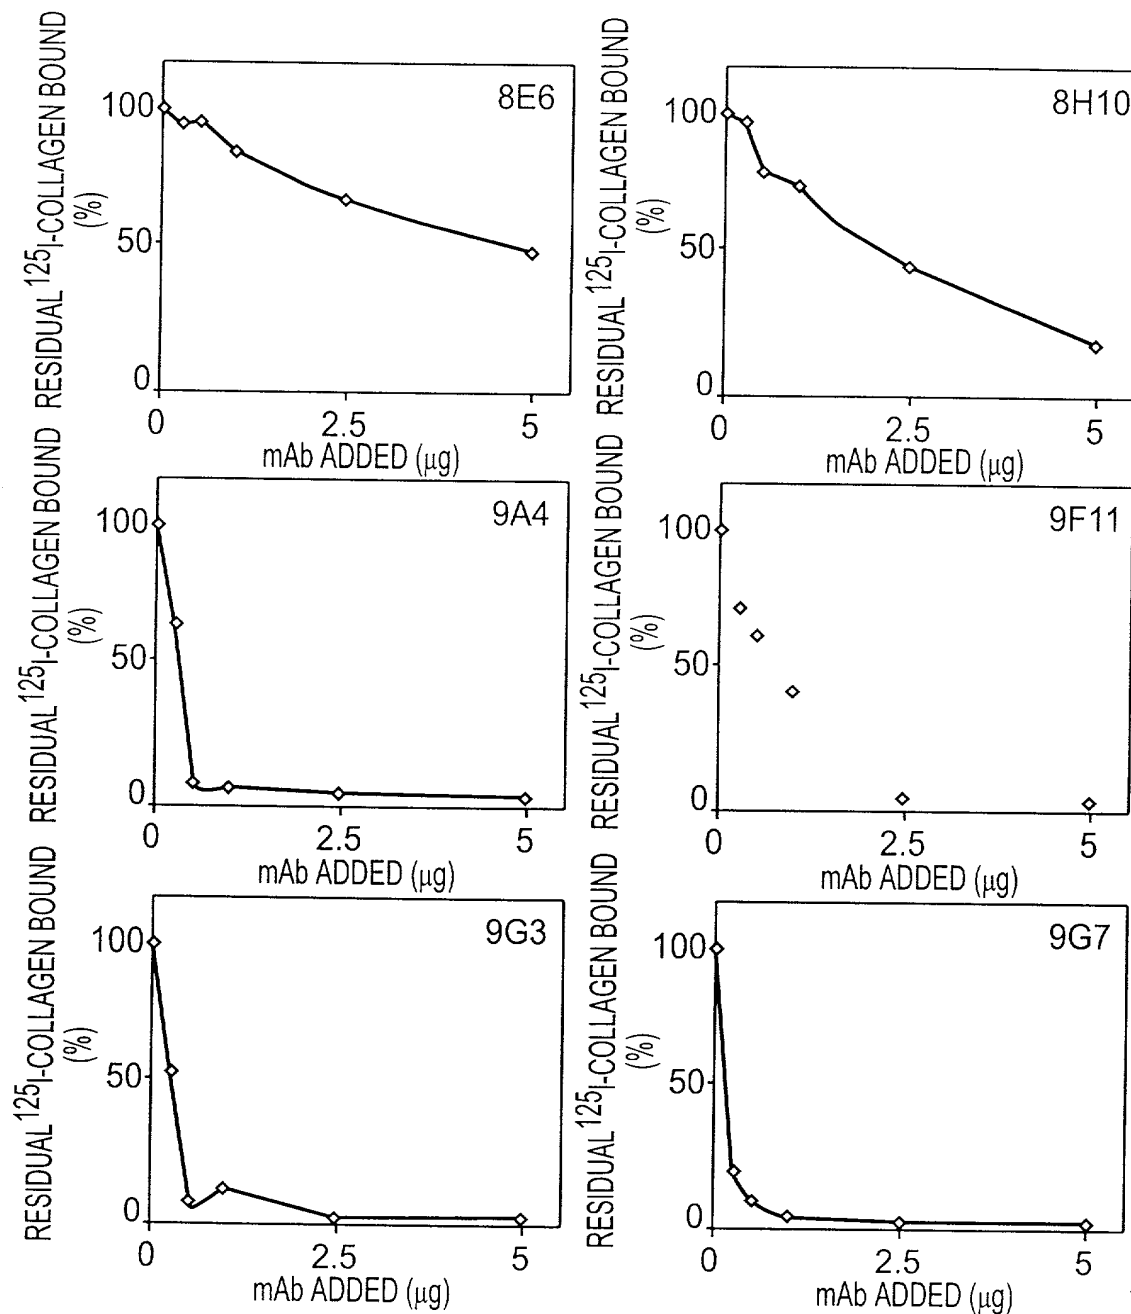 RESIDUAL 125I-COLLAGEN BOUND
(%)
8E6
100
50
0
0 2.5 5
mAb ADDED (µg)
RESIDUAL 125I-COLLAGEN BOUND
(%)
8H10
100
50
0
0 2.5 5
mAb ADDED (µg)
RESIDUAL 125I-COLLAGEN BOUND
(%)
9A4
100
50
0
0 2.5 5
mAb ADDED (µg)
RESIDUAL 125I-COLLAGEN BOUND
(%)
9F11
100
50
0
0 2.5 5
mAb ADDED (µg)
RESIDUAL 125I-COLLAGEN BOUND
(%)
9G3
100
50
0
0 2.5 5
mAb ADDED (µg)
RESIDUAL 125I-COLLAGEN BOUND
(%)
9G7
100
50
0
0 2.5 5
mAb ADDED (µg)